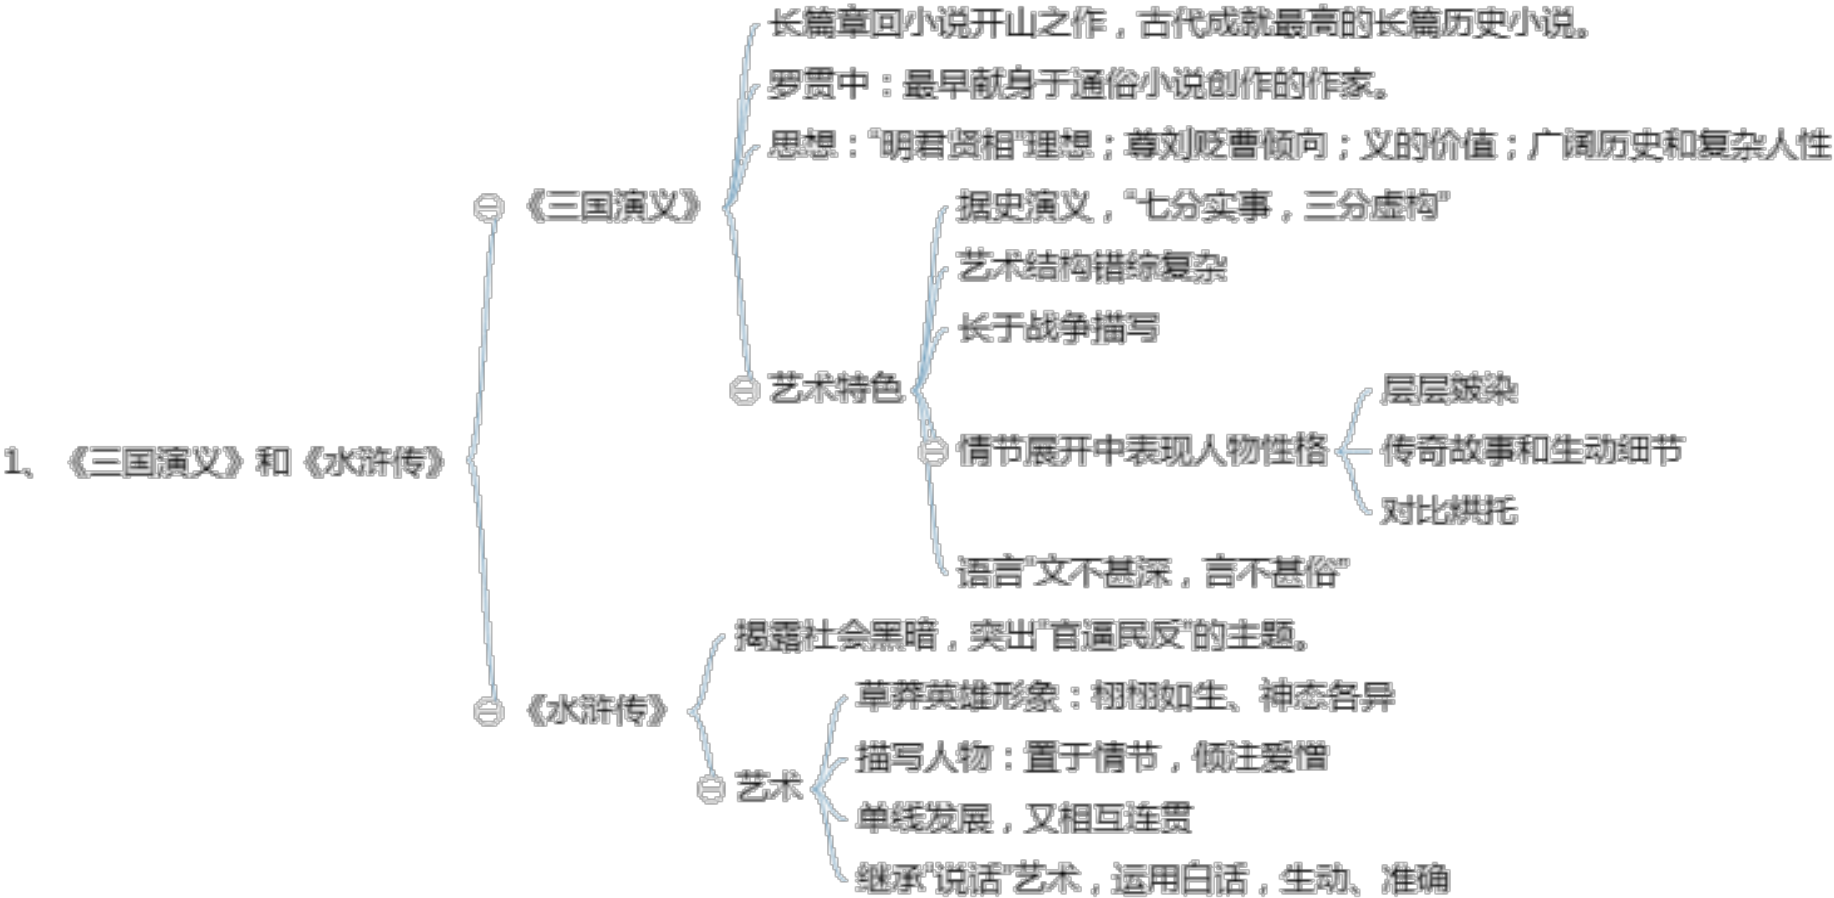 长篇章回小说开山之作，古代成就最高的长篇历史小说。
罗贯中：最早献身于通俗小说创作的作家。
思想：“明君贤相”理想；尊刘贬曹倾向；义的价值；广阔历史和复杂人性
《三国演义》
据史演义，“七分实事，三分虚构”
艺术结构错综复杂
长于战争描写
艺术特色
层层皴染
1、《三国演义》和《水浒传》
情节展开中表现人物性格
传奇故事和生动细节
对比烘托
语言“文不甚深，言不甚俗”
揭露社会黑暗，突出“官逼民反”的主题。
《水浒传》
草莽英雄形象：栩栩如生、神态各异
描写人物：置于情节，倾注爱憎
艺术
单线发展，又相互连贯
继承“说话”艺术，运用白话，生动、准确